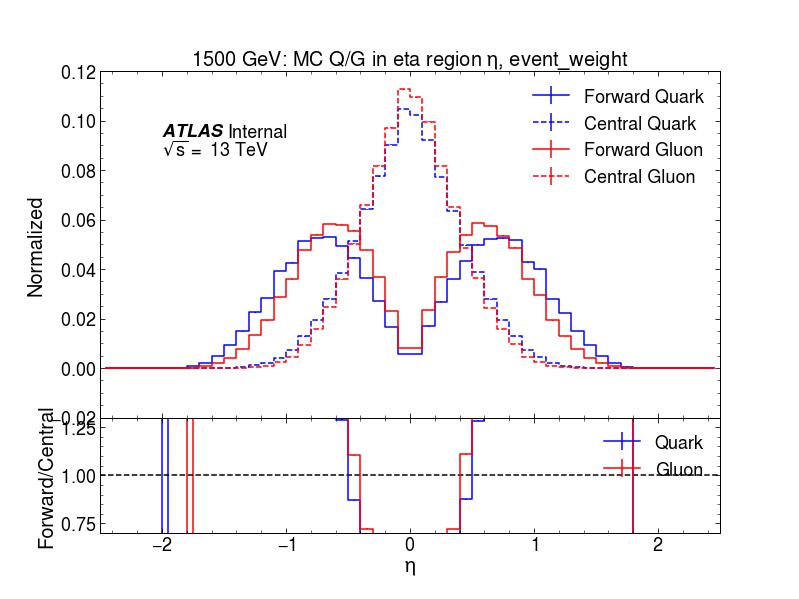 1500 GeV: MC Q/G in eta region η, event_weight
0.12
0.10
0.08
0.06
0.04
0.02
0.00
−0.02
Normalized
ATLAS Internal
√s = 13 TeV
Forward Quark
Central Quark
Forward Gluon
Central Gluon
Forward/Central
1.25
1.00
0.75
Quark
Gluon
−2 −1 0 1 2
η